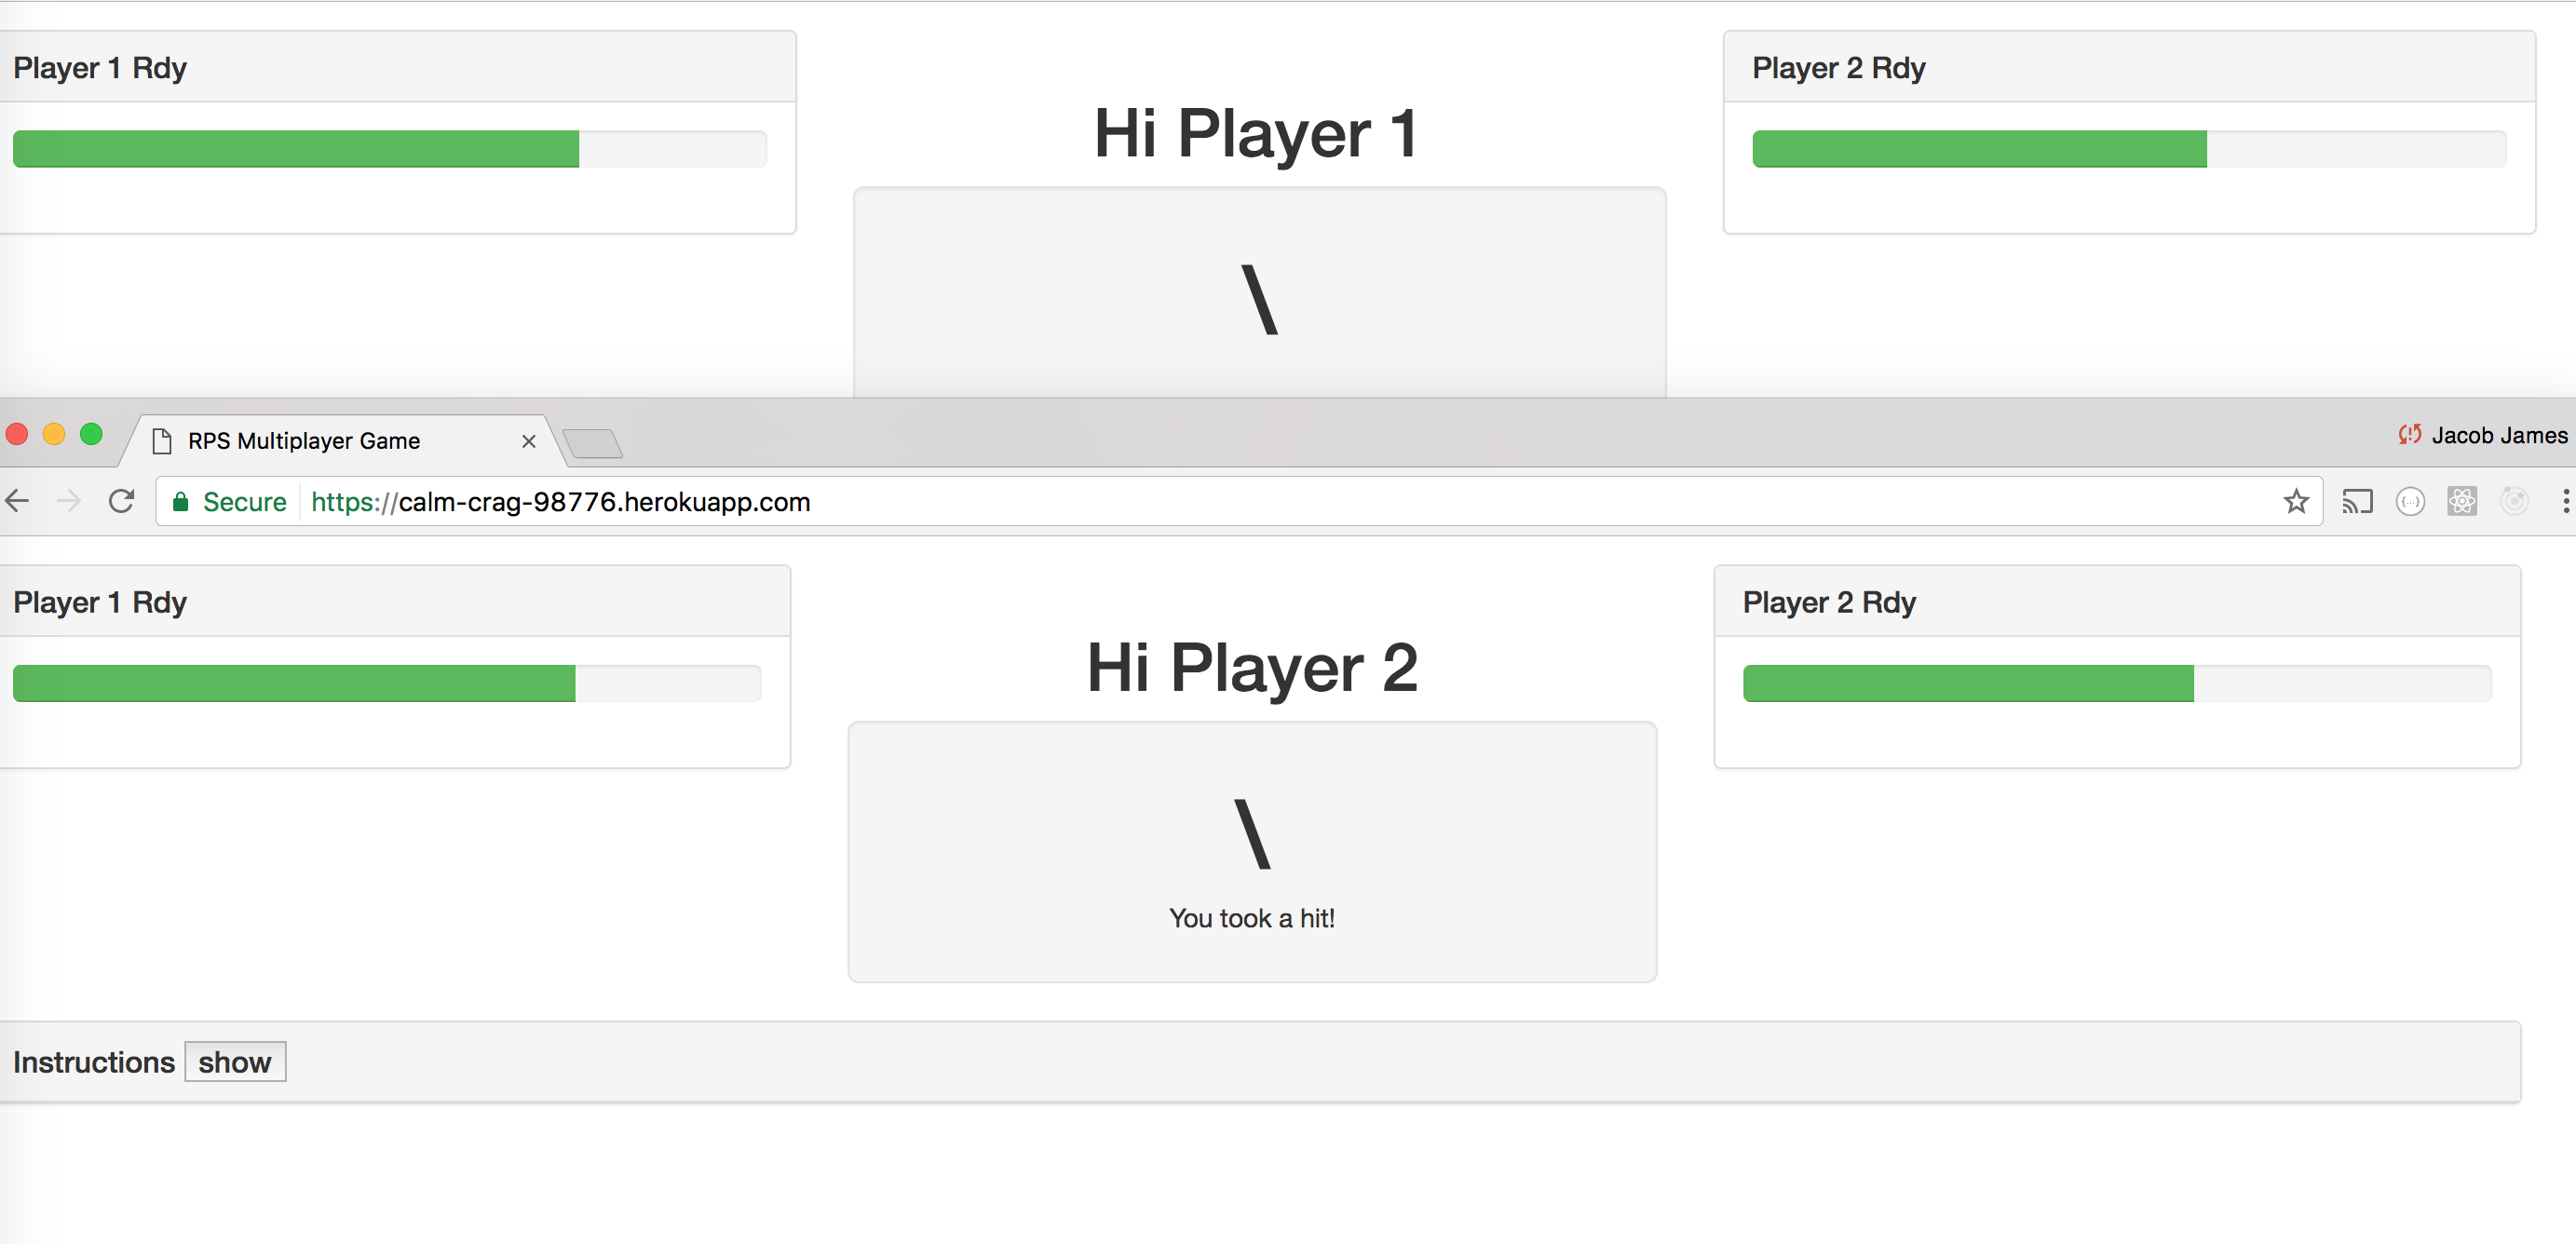 Player 1 Rdy
Hi Player 1
Player 2 Rdy
\
RPS Multiplayer Game
Jacob James
Secure https://calm-crag-98776.herokuapp.com
Player 1 Rdy
Hi Player 2
Player 2 Rdy
\
You took a hit!
Instructions show